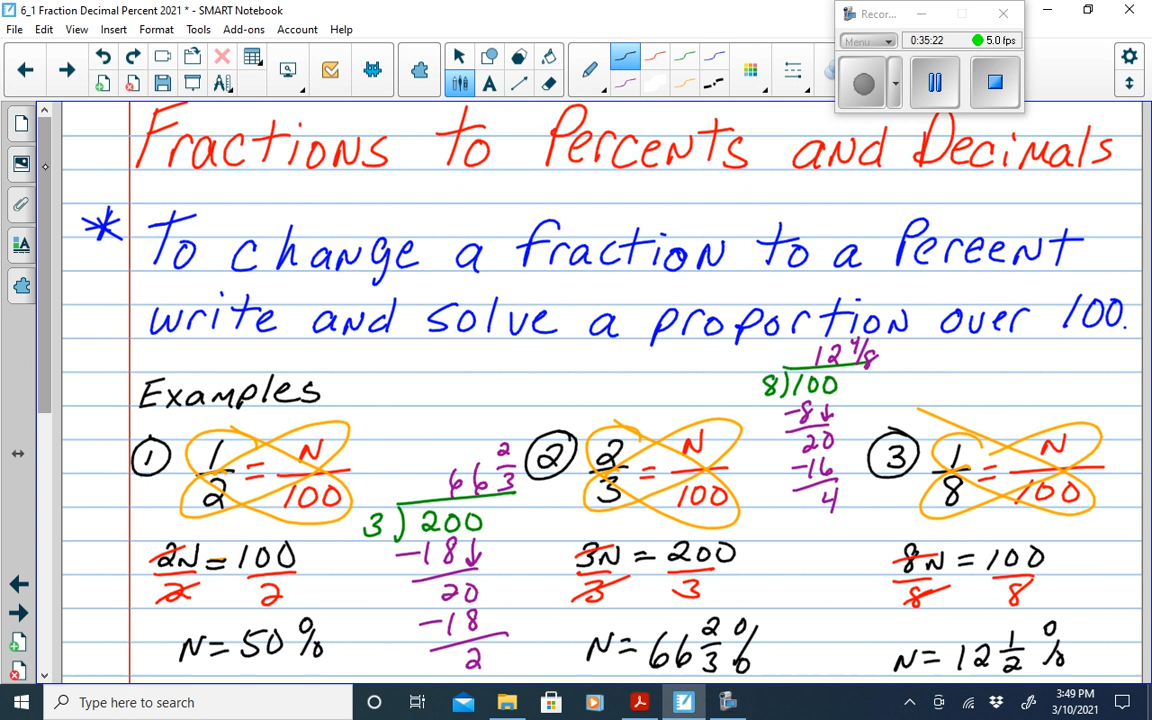 6_1 Fraction Decimal Percent 2021 * - SMART Notebook
Recor...
File Edit View Insert Format Tools Add-ons Account Help
Menu 0:35:22 5.0 fps
Fractions to Percents and Decimals
* To change a fraction to a Percent
write and solve a proportion over 100.
Examples
12 4/8
8)100
-8↓
20
-16
4
① 1/2 = N/100
2N = 100
2 2
N = 50%
66 2/3
3)200
-18↓
20
-18
2
② 2/3 = N/100
3N = 200
3 3
N = 66 2/3 %
③ 1/8 = N/100
8N = 100
8 8
N = 12 1/2 %
Type here to search
3:49 PM
3/10/2021